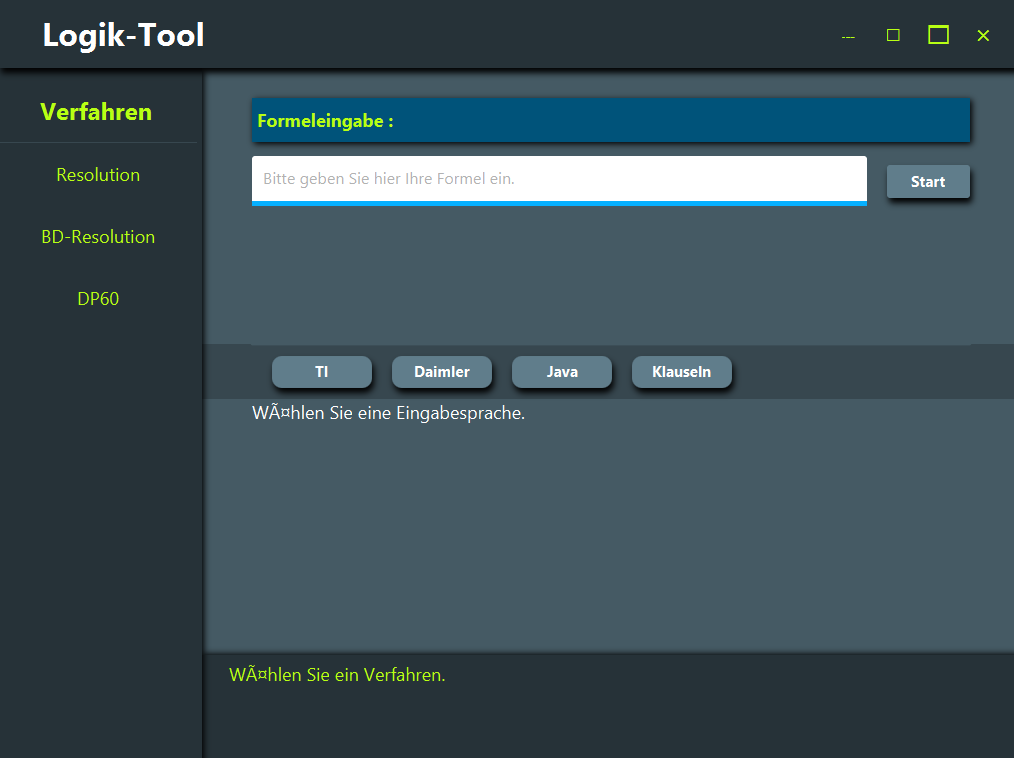 Logik-Tool
Verfahren
Resolution
BD-Resolution
DP60
Formeleingabe :
Bitte geben Sie hier Ihre Formel ein.
Start
TI
Daimler
Java
Klauseln
WÃ¤hlen Sie eine Eingabesprache.
WÃ¤hlen Sie ein Verfahren.